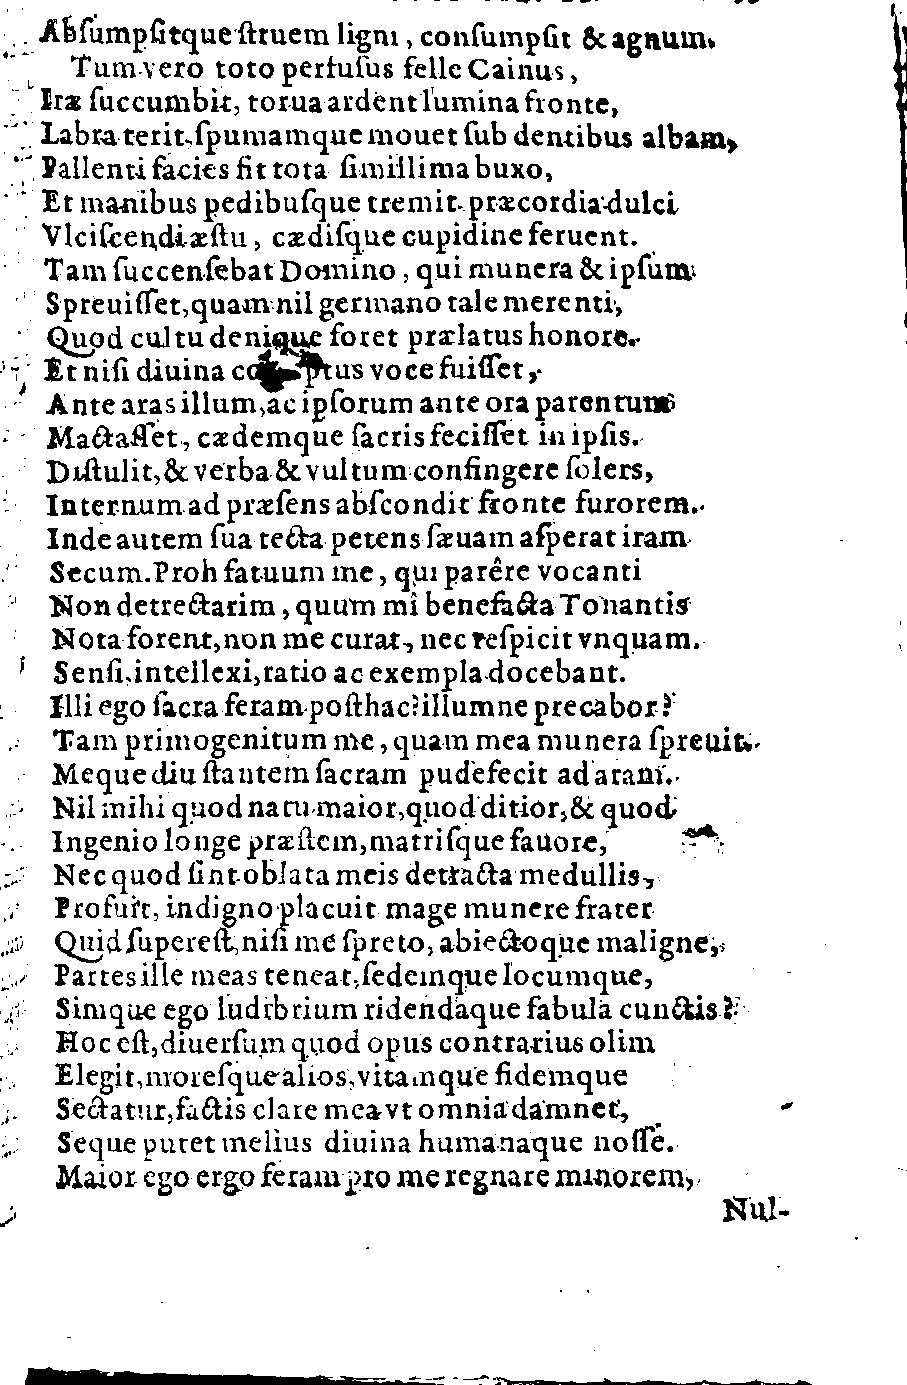 Abſumpſitque ſtruem ligni, conſumpſit & agnum.
Tum vero toto perfuſus felle Cainus,
Iræ ſuccumbit, torua ardent lumina fronte,
Labra terit, ſpumamque mouet ſub dentibus albam,
Pallenti facies fit tota ſimillima buxo,
Et manibus pedibuſque tremit præcordia dulci
Vlciſcendi æſtu, cædiſque cupidine feruent.
Tam ſuccenſebat Domino, qui munera & ipſum
Spreuiſſet, quam nil germano tale merenti,
Quod cultu denique foret prælatus honore.
Et niſi diuina voce fuiſſet,
Ante aras illum, ac ipſorum ante ora parentum
Mactaſſet, cædemque ſacris feciſſet in ipſis.
Diſtulit, & verba & vultum confingere ſolers,
Internum ad præſens abſcondit fronte furorem.
Inde autem ſua tecta petens ſæuam aſperat iram
Secum. Proh fatuum me, qui parêre vocanti
Non detrectarim, quum mî benefacta Tonantis
Nota forent, non me curat, nec reſpicit vnquam.
Senſi, intellexi, ratio ac exempla docebant.
Illi ego ſacra feram poſthac? illumne precabor?
Tam primogenitum me, quam mea munera ſpreuit.
Meque diu ſtantem ſacram pudefecit ad aram.
Nil mihi quod natu maior, quod ditior, & quod
Ingenio longe præſtem, matriſque fauore,
Nec quod ſint oblata meis detracta medullis,
Profuit, indigno placuit mage munere frater
Quid ſupereſt, niſi me ſpreto, abiectoque maligne,
Partes ille meas teneat, ſedemque locumque,
Simque ego ludibrium ridendaque fabula cunctis?
Hoc eſt, diuerſum quod opus contrarius olim
Elegit, moreſque alios, vitamque fidemque
Sectatur, factis clare mea vt omnia damnet,
Seque putet melius diuina humanaque noſſe.
Maior ego ergo feram pro me regnare minorem,
Nul-